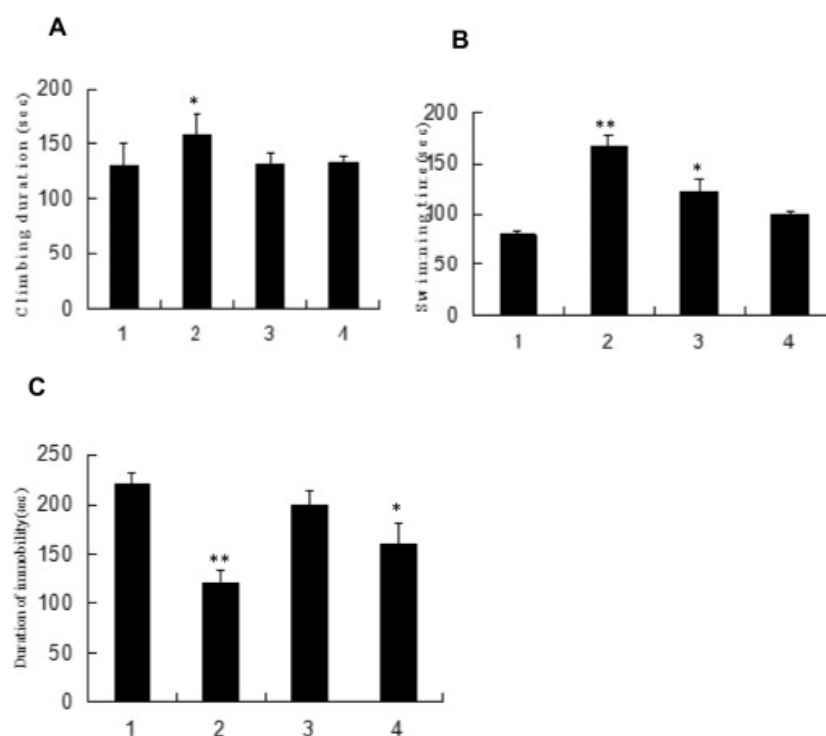 A
Climbing duration (sec)
200
150
100
50
0
*
1 2 3 4
B
Swimming time(sec)
200
150
100
50
0
**
*
1 2 3 4
C
Duration of immobility(sec)
250
200
150
100
50
0
**
*
1 2 3 4